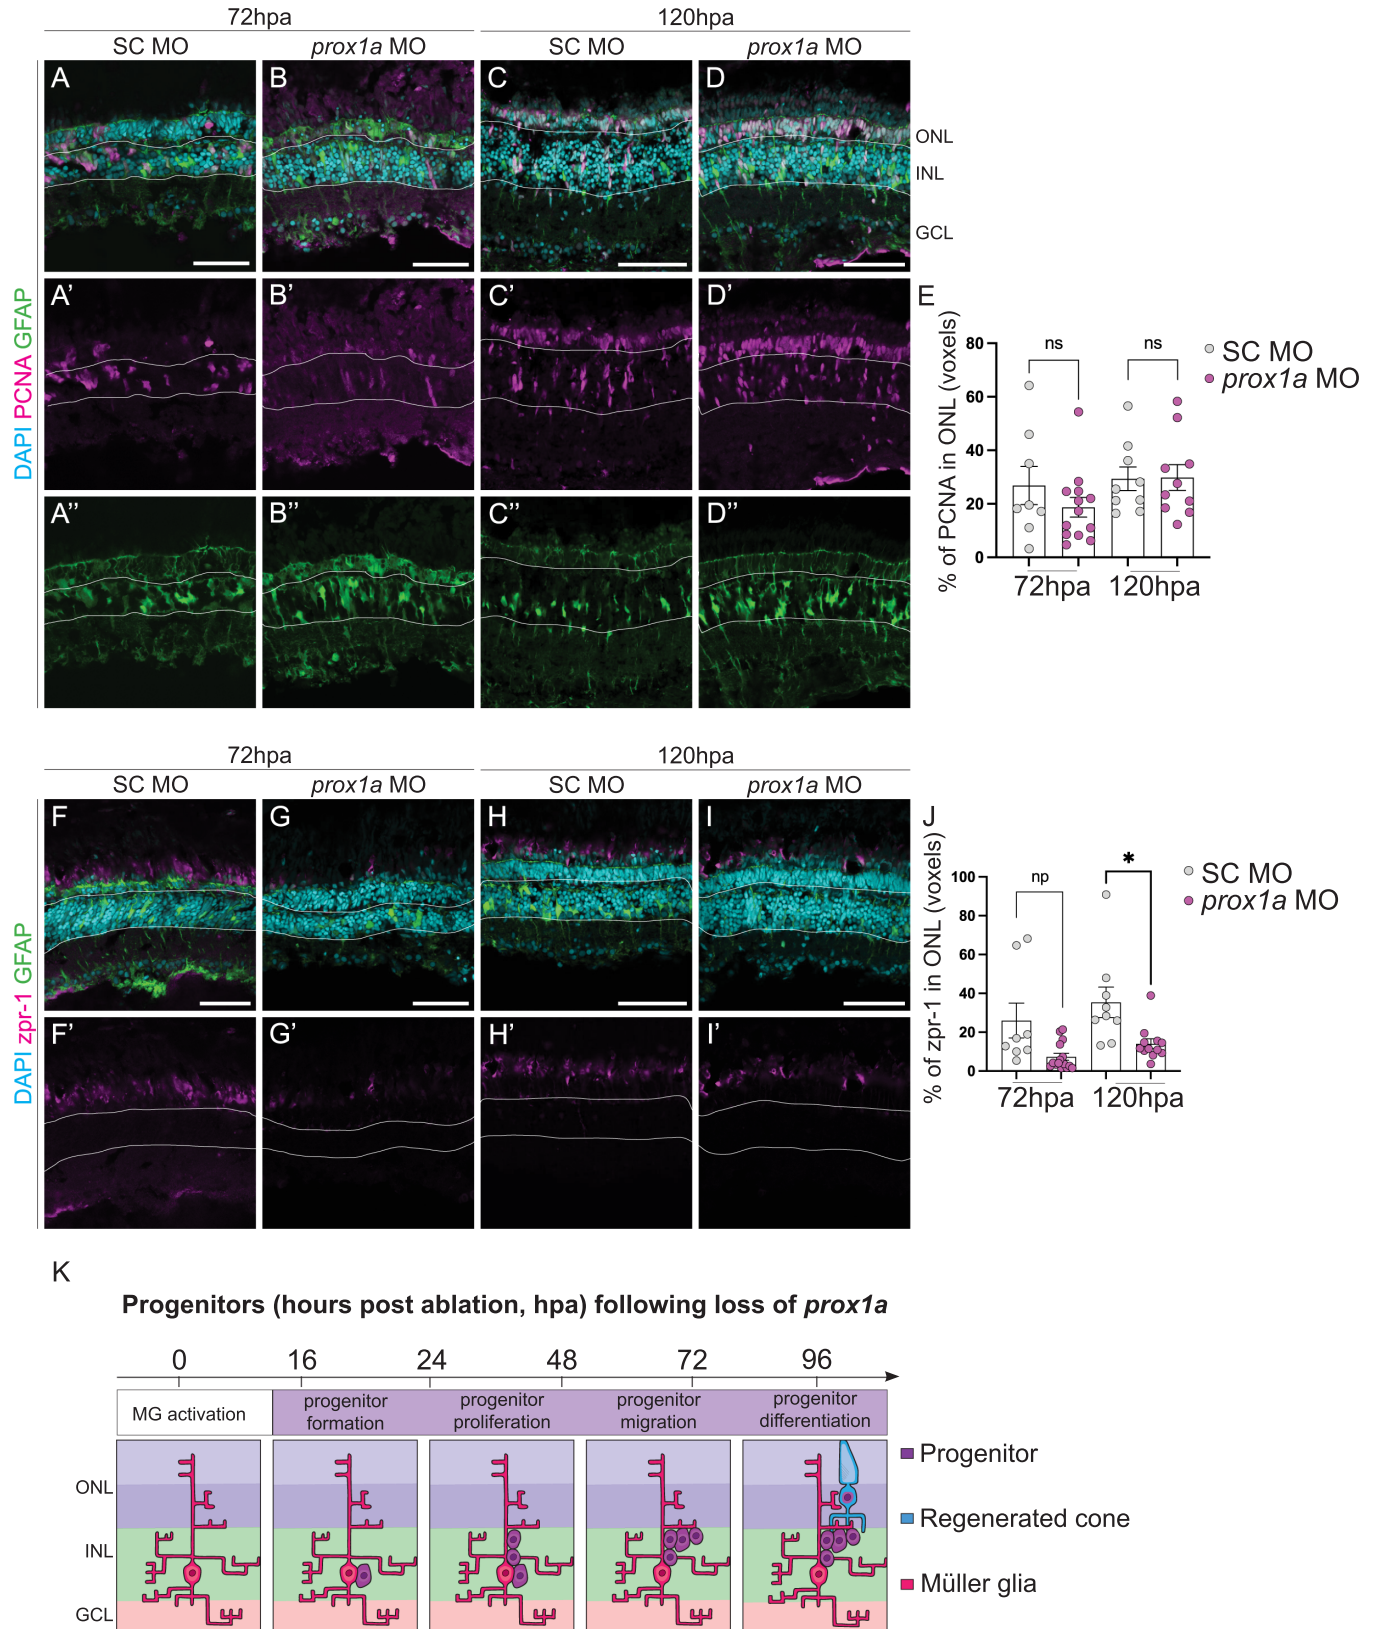 72hpa 120hpa
SC MO prox1a MO SC MO prox1a MO
A B C D
ONL
INL
GCL
A’ B’ C’ D’
A’’ B’’ C’’ D’’
DAPI PCNA GFAP
E
% of PCNA in ONL (voxels)
80
60
40
20
0
ns ns
72hpa 120hpa
SC MO
prox1a MO
72hpa 120hpa
SC MO prox1a MO SC MO prox1a MO
F G H I
F’ G’ H’ I’
DAPI zpr-1 GFAP
J
% of zpr-1 in ONL (voxels)
100
80
60
40
20
0
np *
72hpa 120hpa
SC MO
prox1a MO
K
Progenitors (hours post ablation, hpa) following loss of prox1a
0 16 24 48 72 96
MG activation
progenitor
formation
progenitor
proliferation
progenitor
migration
progenitor
differentiation
ONL
INL
GCL
Progenitor
Regenerated cone
Müller glia